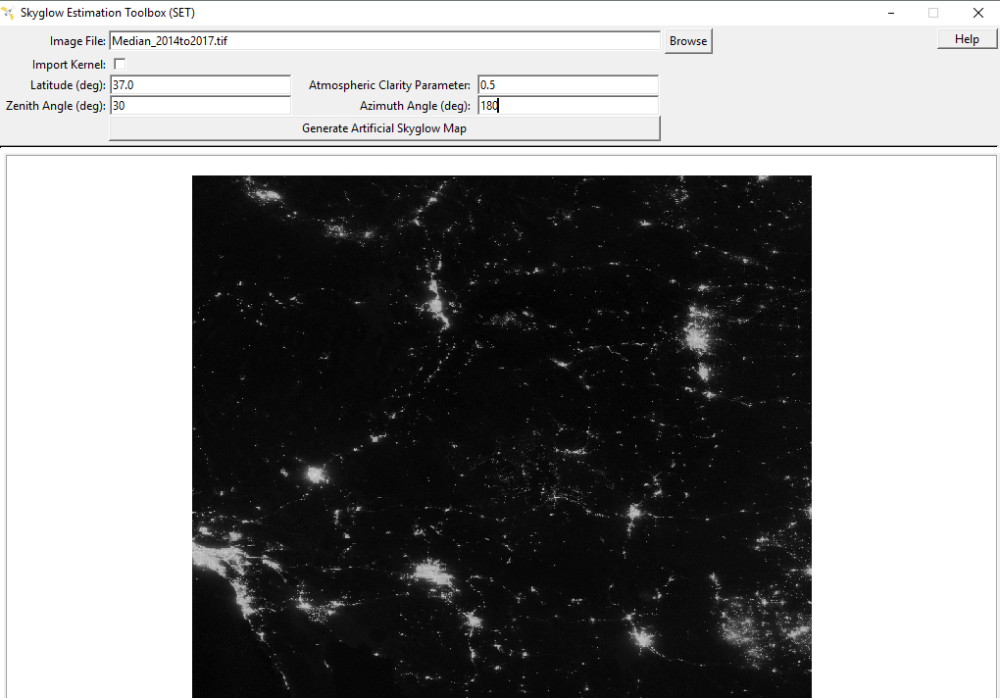 Skyglow Estimation Toolbox (SET)
Image File: Median_2014to2017.tif Browse Help
Import Kernel:
Latitude (deg): 37.0 Atmospheric Clarity Parameter: 0.5
Zenith Angle (deg): 30 Azimuth Angle (deg): 180
Generate Artificial Skyglow Map